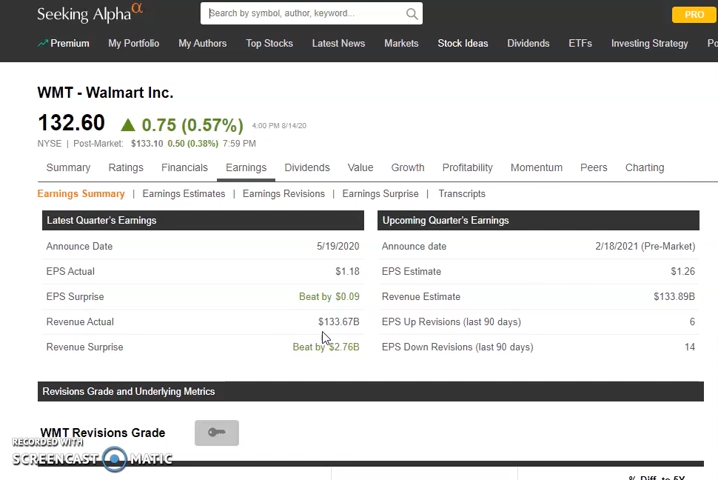 Seeking Alpha α
Search by symbol, author, keyword...
PRO
Premium My Portfolio My Authors Top Stocks Latest News Markets Stock Ideas Dividends ETFs Investing Strategy Po
WMT - Walmart Inc.
132.60 ▲ 0.75 (0.57%) 4:00 PM 8/14/20
NYSE | Post-Market: $133.10 0.50 (0.38%) 7:59 PM
Summary Ratings Financials Earnings Dividends Value Growth Profitability Momentum Peers Charting
Earnings Summary | Earnings Estimates | Earnings Revisions | Earnings Surprise | Transcripts
Latest Quarter's Earnings
Announce Date 5/19/2020
EPS Actual $1.18
EPS Surprise Beat by $0.09
Revenue Actual $133.67B
Revenue Surprise Beat by $2.76B
Upcoming Quarter's Earnings
Announce date 2/18/2021 (Pre-Market)
EPS Estimate $1.26
Revenue Estimate $133.89B
EPS Up Revisions (last 90 days) 6
EPS Down Revisions (last 90 days) 14
Revisions Grade and Underlying Metrics
WMT Revisions Grade
RECORDED WITH
SCREENCAST MATIC
% Diff. to 5Y